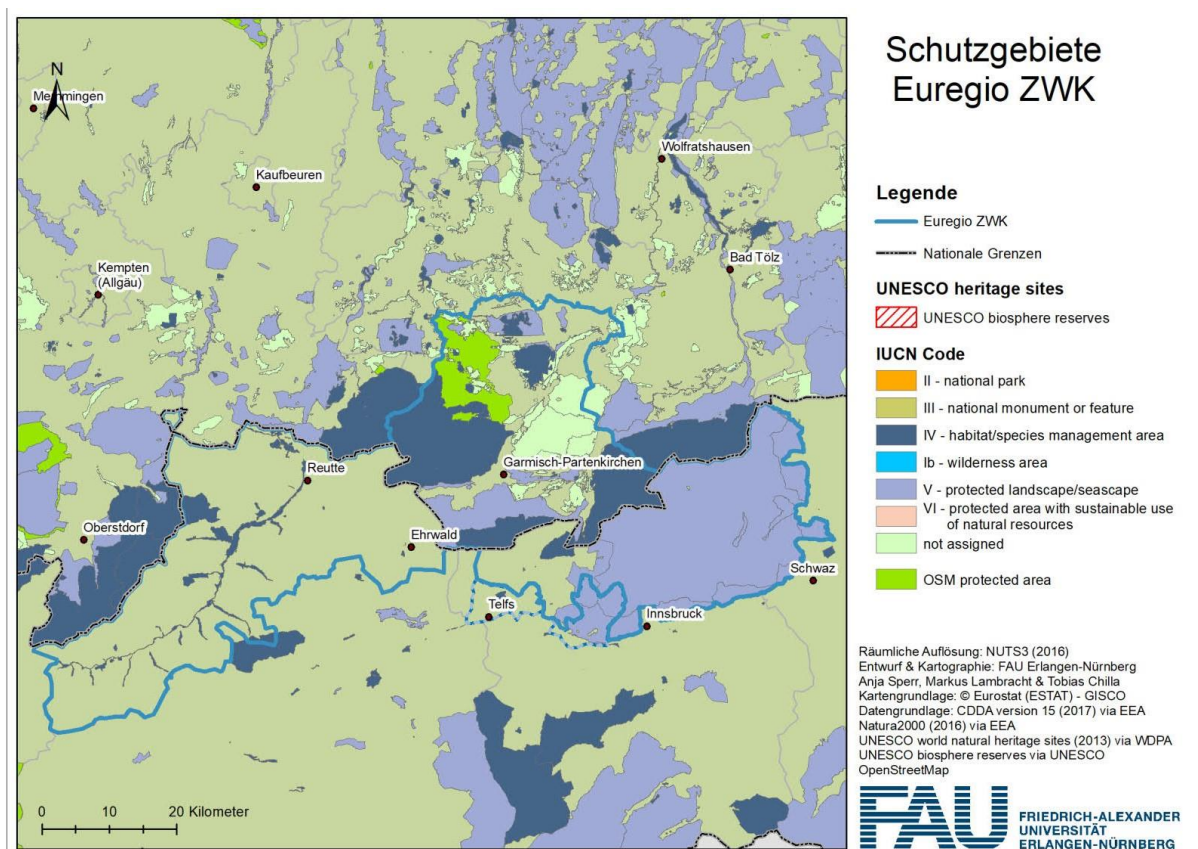 Schutzgebiete
Euregio ZWK
N
Memmingen
Wolfratshausen
Kaufbeuren
Bad Tölz
Kempten
(Allgäu)
Reutte
Garmisch-Partenkirchen
Oberstdorf
Ehrwald
Schwaz
Telfs
Innsbruck
0 10 20 Kilometer
Legende
Euregio ZWK
Nationale Grenzen
UNESCO heritage sites
UNESCO biosphere reserves
IUCN Code
II - national park
III - national monument or feature
IV - habitat/species management area
Ib - wilderness area
V - protected landscape/seascape
VI - protected area with sustainable use
of natural resources
not assigned
OSM protected area
Räumliche Auflösung: NUTS3 (2016)
Entwurf & Kartographie: FAU Erlangen-Nürnberg
Anja Sperr, Markus Lambracht & Tobias Chilla
Kartengrundlage: © Eurostat (ESTAT) - GISCO
Datengrundlage: CDDA version 15 (2017) via EEA
Natura2000 (2016) via EEA
UNESCO world natural heritage sites (2013) via WDPA
UNESCO biosphere reserves via UNESCO
OpenStreetMap
FAU
FRIEDRICH-ALEXANDER
UNIVERSITÄT
ERLANGEN-NÜRNBERG